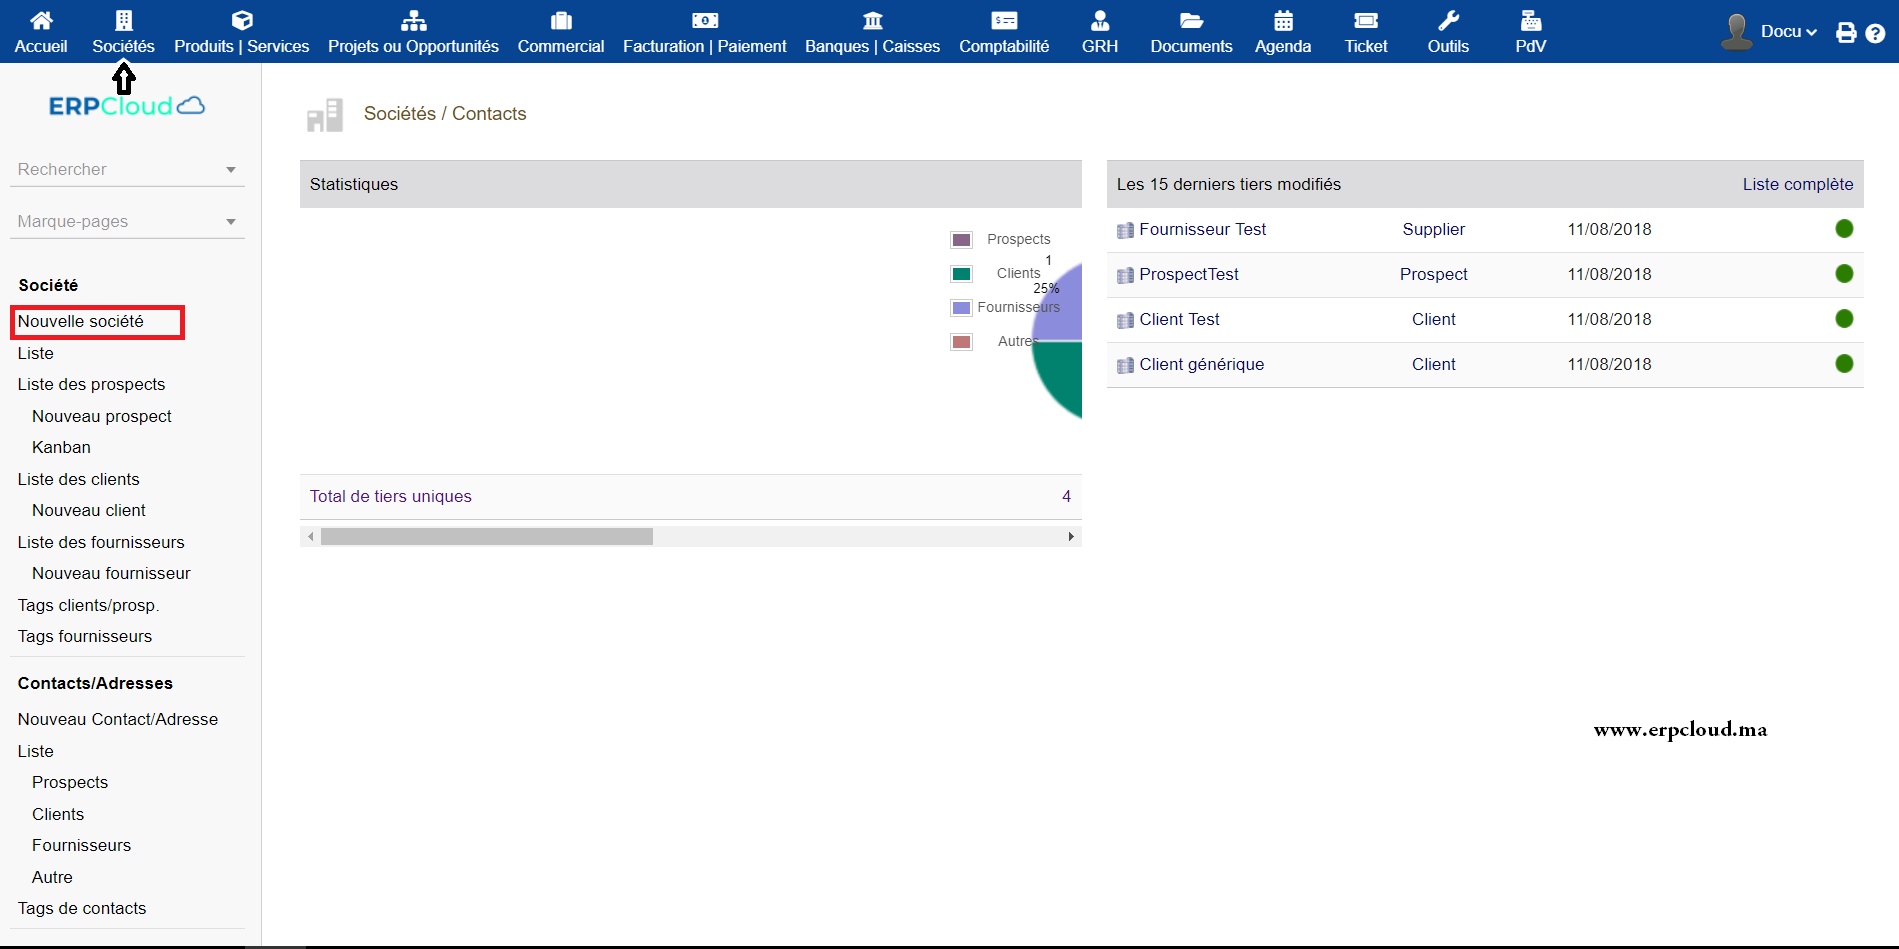 Accueil Sociétés Produits | Services Projets ou Opportunités Commercial Facturation | Paiement Banques | Caisses Comptabilité GRH Documents Agenda Ticket Outils PdV Docu
ERPCloud
Rechercher
Marque-pages
Société
Nouvelle société
Liste
Liste des prospects
Nouveau prospect
Kanban
Liste des clients
Nouveau client
Liste des fournisseurs
Nouveau fournisseur
Tags clients/prosp.
Tags fournisseurs
Contacts/Adresses
Nouveau Contact/Adresse
Liste
Prospects
Clients
Fournisseurs
Autre
Tags de contacts
Sociétés / Contacts
Statistiques
Prospects
Clients
Fournisseurs
Autres
1
25%
Total de tiers uniques 4
Les 15 derniers tiers modifiés Liste complète
Fournisseur Test Supplier 11/08/2018
ProspectTest Prospect 11/08/2018
Client Test Client 11/08/2018
Client générique Client 11/08/2018
www.erpcloud.ma